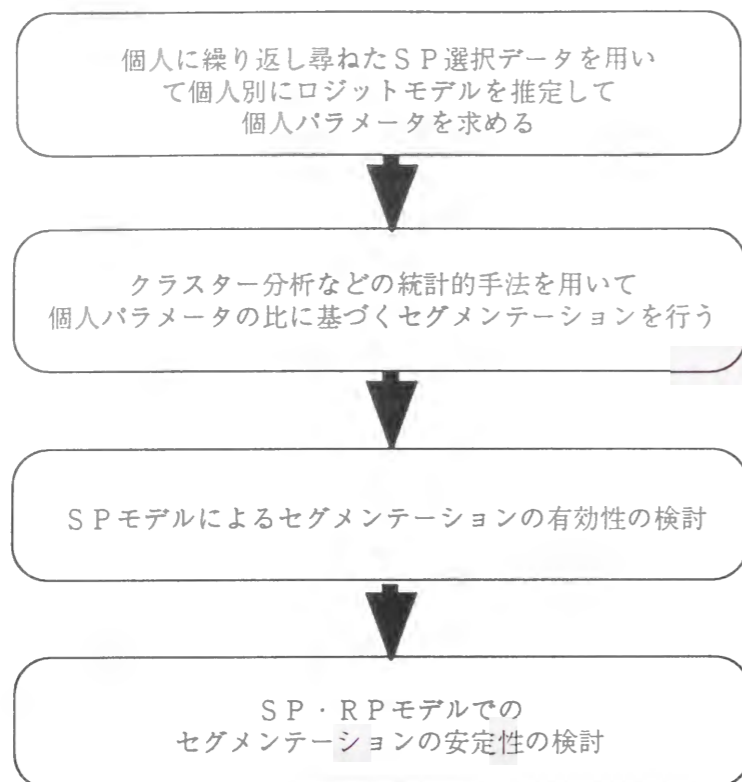 個人に繰り返し尋ねたＳＰ選択データを用い
て個人別にロジットモデルを推定して
個人パラメータを求める
クラスター分析などの統計的手法を用いて
個人パラメータの比に基づくセグメンテーションを行う
ＳＰモデルによるセグメンテーションの有効性の検討
ＳＰ・ＲＰモデルでの
セグメンテーションの安定性の検討